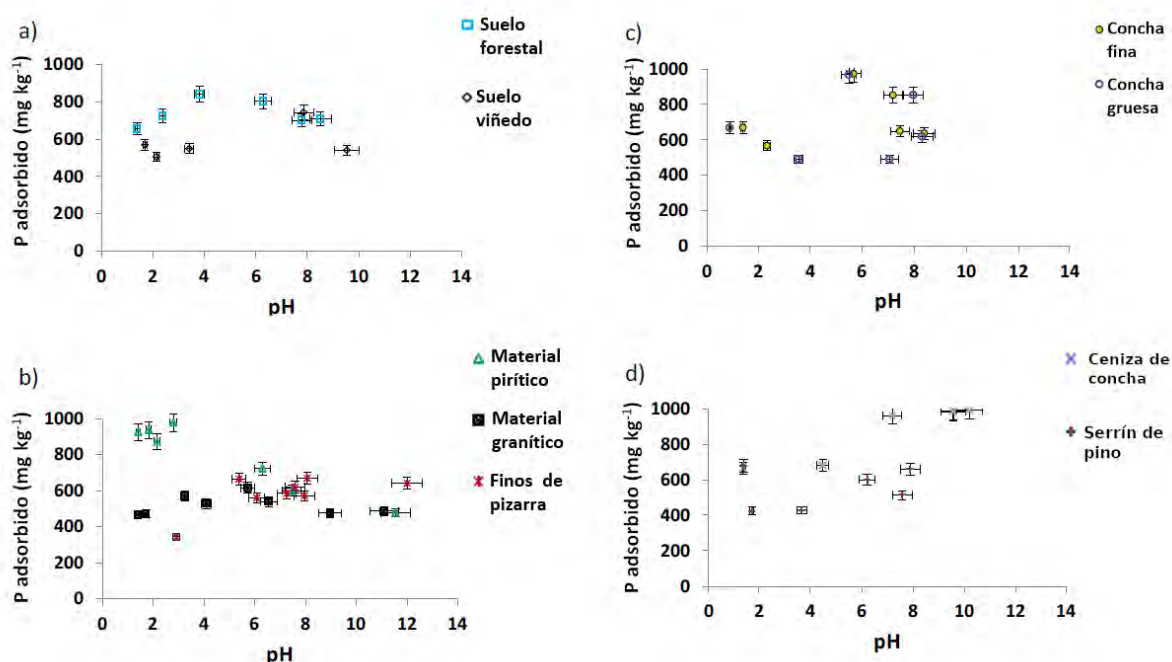 a)
Suelo
forestal
Suelo
viñedo
P adsorbido (mg kg⁻¹)
1000
800
600
400
200
0
0 2 4 6 8 10 12 14
pH
c)
Concha
fina
Concha
gruesa
P adsorbido (mg kg⁻¹)
1000
800
600
400
200
0
0 2 4 6 8 10 12 14
pH
b)
Material
pirítico
Material
granítico
Finos de
pizarra
P adsorbido (mg kg⁻¹)
1000
800
600
400
200
0
0 2 4 6 8 10 12 14
pH
d)
Ceniza de
concha
Serrín de
pino
P adsorbido (mg kg⁻¹)
1000
800
600
400
200
0
0 2 4 6 8 10 12 14
pH